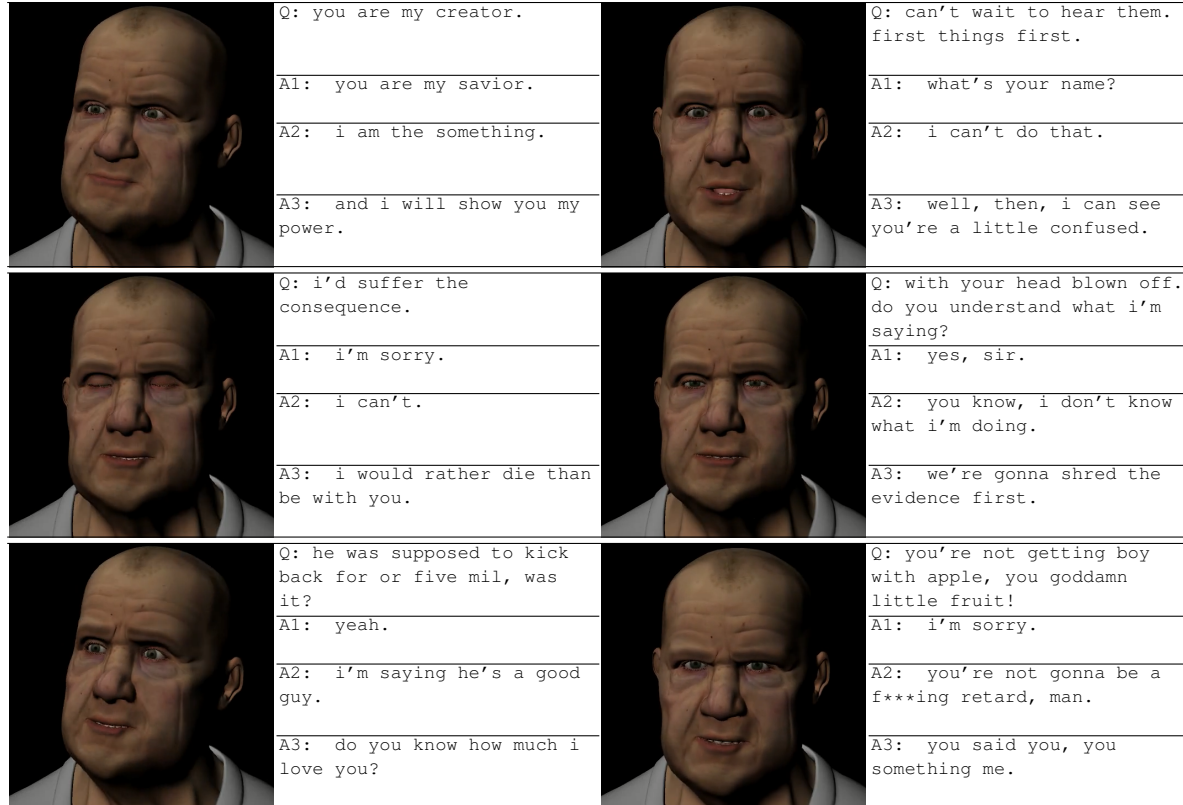 Q: you are my creator.
A1: you are my savior.
A2: i am the something.
A3: and i will show you my
power.
Q: can't wait to hear them.
first things first.
A1: what's your name?
A2: i can't do that.
A3: well, then, i can see
you're a little confused.
Q: i'd suffer the
consequence.
A1: i'm sorry.
A2: i can't.
A3: i would rather die than
be with you.
Q: with your head blown off.
do you understand what i'm
saying?
A1: yes, sir.
A2: you know, i don't know
what i'm doing.
A3: we're gonna shred the
evidence first.
Q: he was supposed to kick
back for or five mil, was
it?
A1: yeah.
A2: i'm saying he's a good
guy.
A3: do you know how much i
love you?
Q: you're not getting boy
with apple, you goddamn
little fruit!
A1: i'm sorry.
A2: you're not gonna be a
f***ing retard, man.
A3: you said you, you
something me.